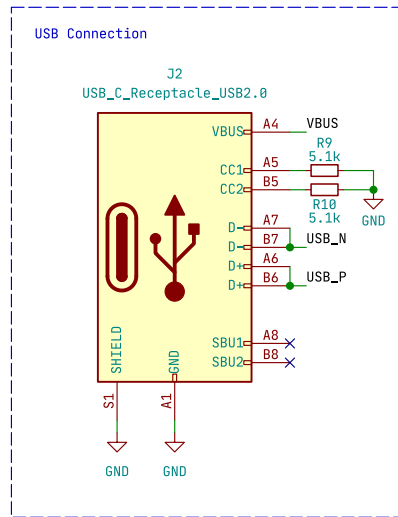 USB Connection
J2
USB_C_Receptacle_USB2.0
VBUS A4 VBUS
R9
5.1k
CC1 A5
CC2 B5
R10
5.1k
GND
D- A7
D- B7 USB_N
D+ A6
D+ B6 USB_P
SBU1 A8
SBU2 B8
SHIELD
GND
S1
A1
GND
GND